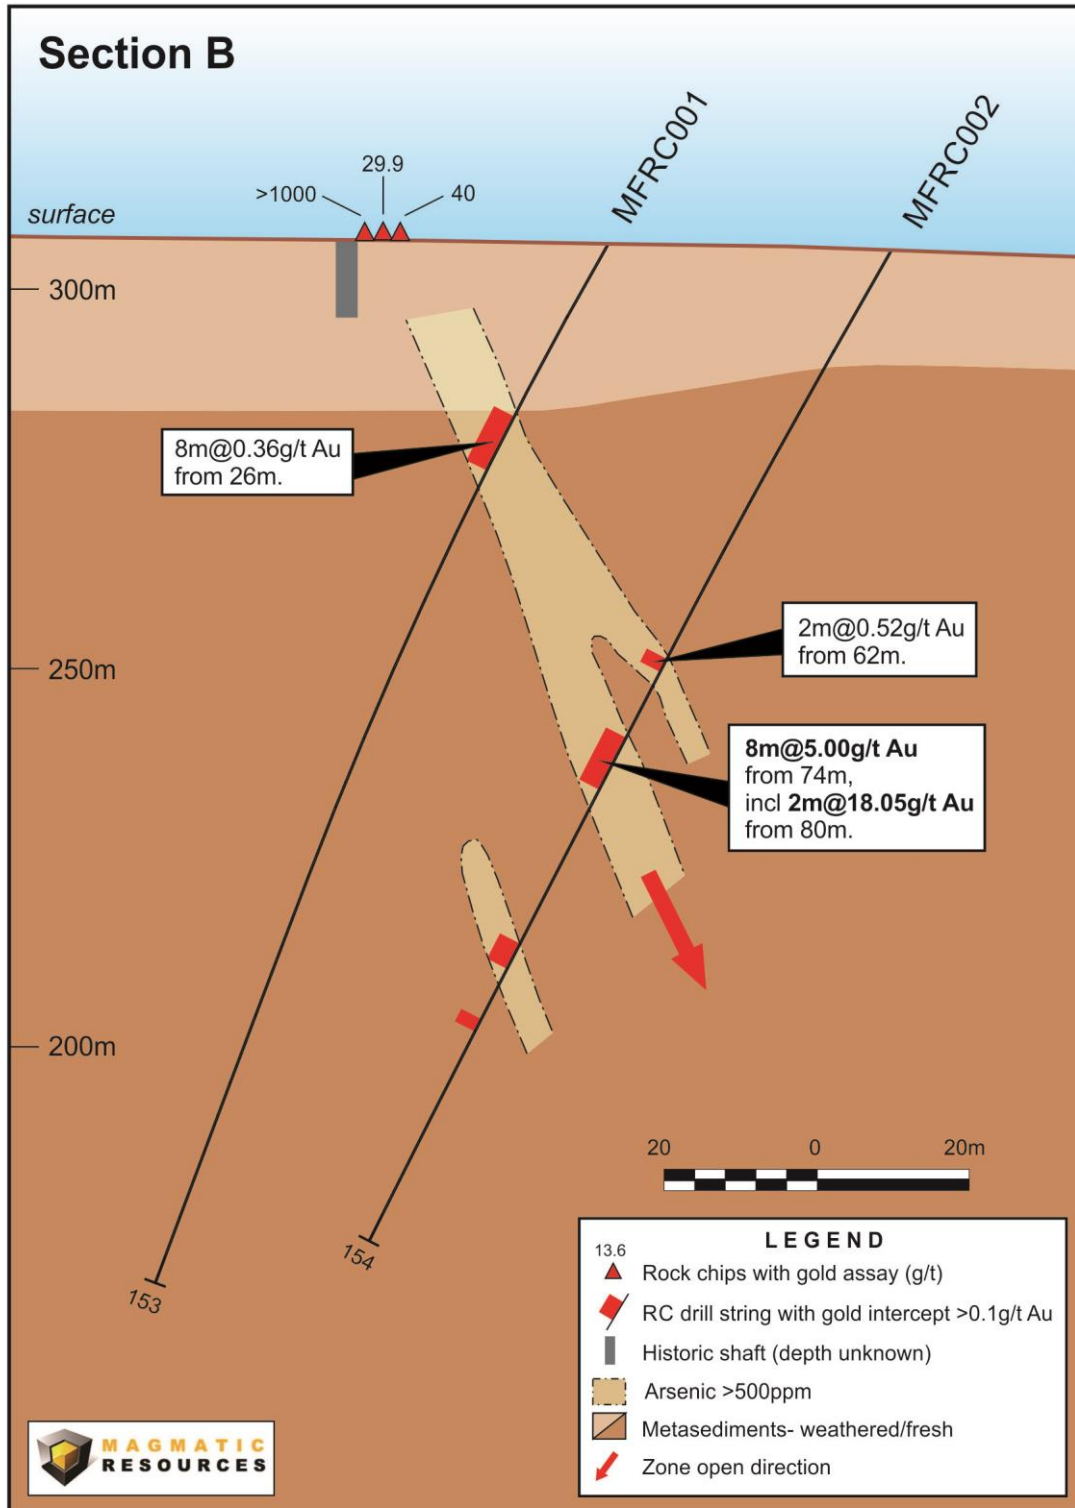 Section B
MFRC001
MFRC002
29.9
>1000
40
surface
300m
8m@0.36g/t Au
from 26m.
2m@0.52g/t Au
from 62m.
250m
8m@5.00g/t Au
from 74m,
incl 2m@18.05g/t Au
from 80m.
200m
20 0 20m
154
153
LEGEND
13.6
Rock chips with gold assay (g/t)
RC drill string with gold intercept >0.1g/t Au
Historic shaft (depth unknown)
Arsenic >500ppm
Metasediments- weathered/fresh
Zone open direction
MAGMATIC
RESOURCES